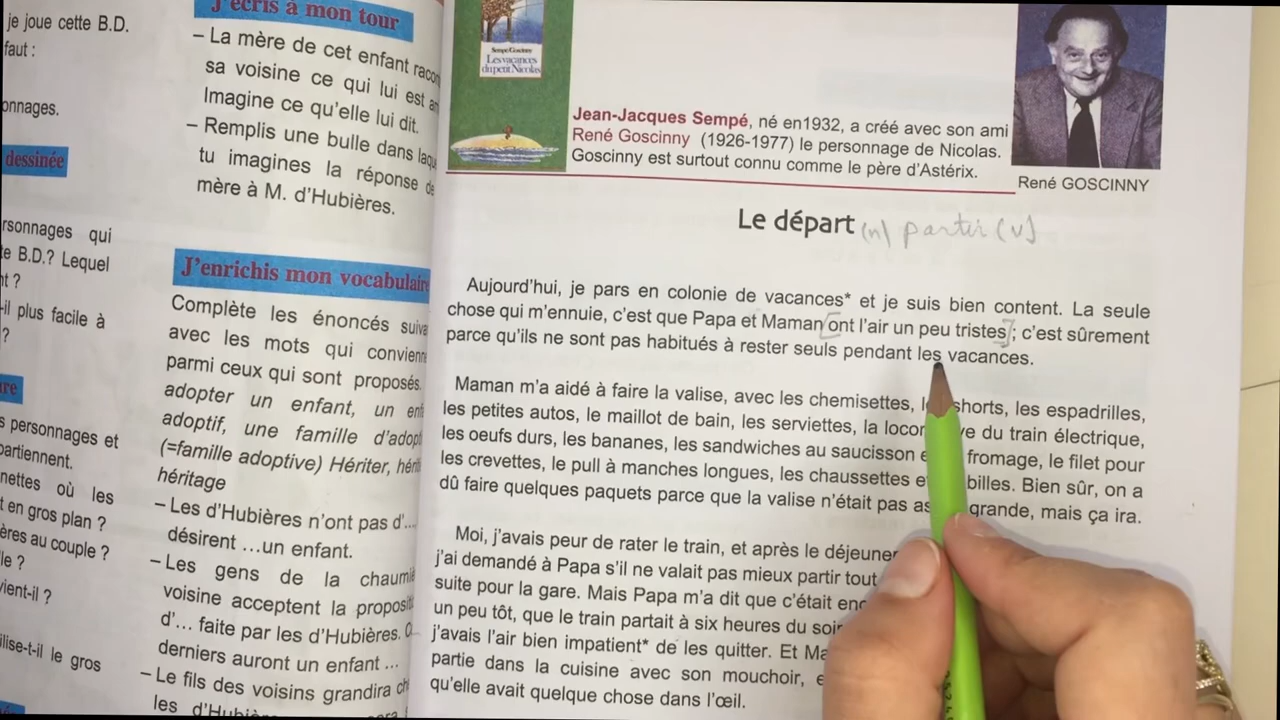 je joue cette B.D.
faut :
onnages.
dessinée
rsonnages qui
B.D.? Lequel
nt ?
-il plus facile à
?
s personnages et
partiennent.
nettes où les
t en gros plan ?
ères au couple ?
le ?
vient-il ?
ilise-t-il le gros
J'écris à mon tour
– La mère de cet enfant racon
sa voisine ce qui lui est
Imagine ce qu'elle lui dit.
– Remplis une bulle dans laqu
tu imagines la réponse de
mère à M. d'Hubières.
J'enrichis mon vocabulair
Complète les énoncés suiva
avec les mots qui convienn
parmi ceux qui sont proposés.
adopter un enfant, un enf
adoptif, une famille d'adopt
(=famille adoptive) Hériter, hérit
héritage
– Les d'Hubières n'ont pas d'...
désirent ...un enfant.
– Les gens de la chaumi
voisine acceptent la propositi
d'... faite par les d'Hubières.
derniers auront un enfant ...
– Le fils des voisins grandira ch
les d'Hubiè
Sempé Goscinny
Les vacances
du petit Nicolas
Jean-Jacques Sempé, né en1932, a créé avec son ami
René Goscinny (1926-1977) le personnage de Nicolas.
Goscinny est surtout connu comme le père d'Astérix.
René GOSCINNY
Le départ (n) partir (v)
Aujourd'hui, je pars en colonie de vacances* et je suis bien content. La seule
chose qui m'ennuie, c'est que Papa et Maman [ont l'air un peu tristes] ; c'est sûrement
parce qu'ils ne sont pas habitués à rester seuls pendant les vacances.
Maman m'a aidé à faire la valise, avec les chemisettes, shorts, les espadrilles,
les petites autos, le maillot de bain, les serviettes, la locom ve du train électrique,
les oeufs durs, les bananes, les sandwiches au saucisson e fromage, le filet pour
les crevettes, le pull à manches longues, les chaussettes e billes. Bien sûr, on a
dû faire quelques paquets parce que la valise n'était pas as grande, mais ça ira.
Moi, j'avais peur de rater le train, et après le déjeuner
j'ai demandé à Papa s'il ne valait pas mieux partir tout
suite pour la gare. Mais Papa m'a dit que c'était enc
un peu tôt, que le train partait à six heures du soir
j'avais l'air bien impatient* de les quitter. Et Ma
partie dans la cuisine avec son mouchoir, e
qu'elle avait quelque chose dans l'œil.